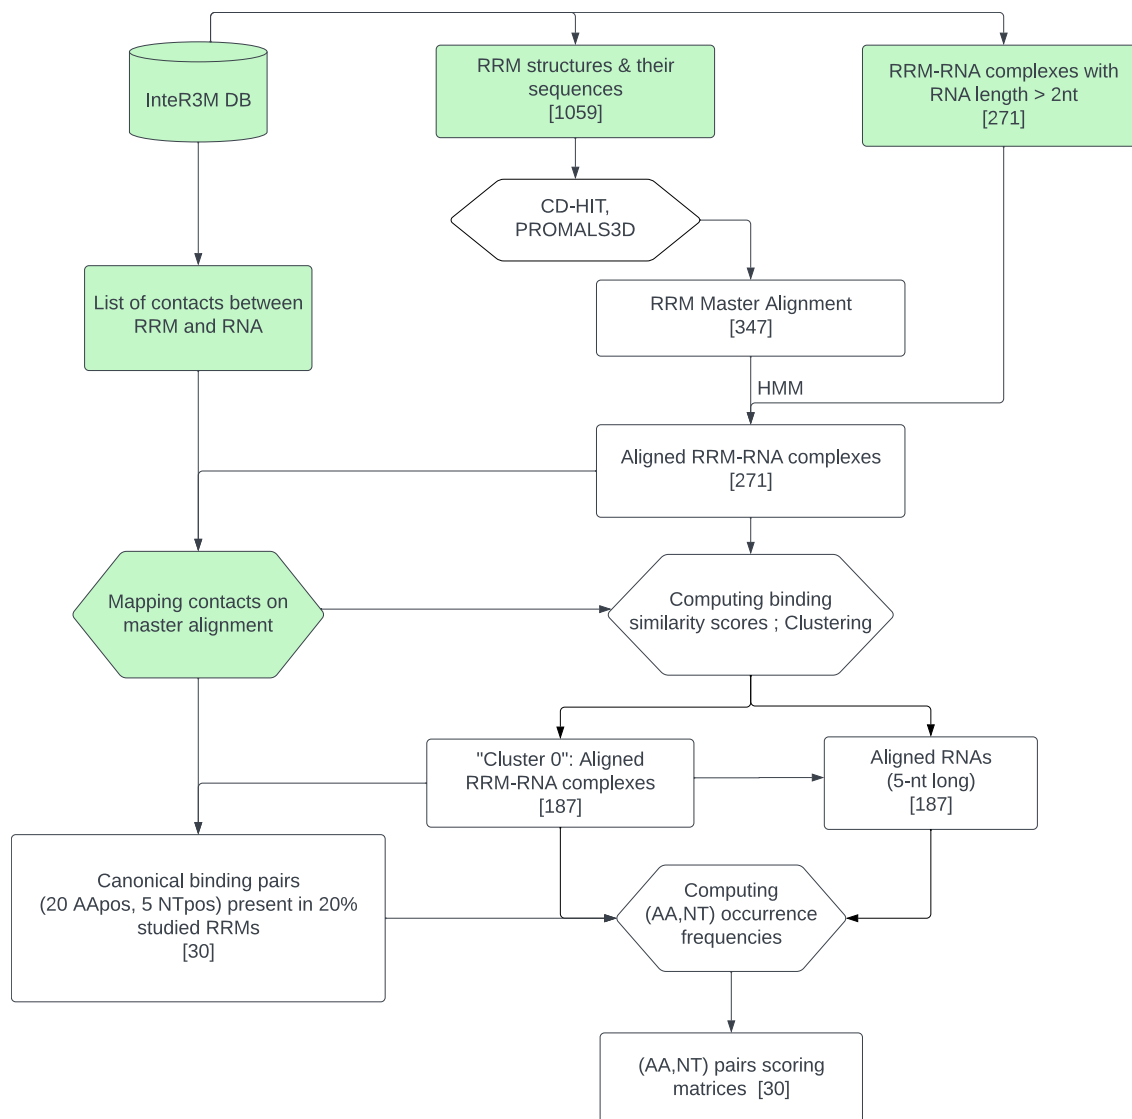 InteR3M DB
RRM structures & their
sequences
[1059]
RRM-RNA complexes with
RNA length > 2nt
[271]
CD-HIT,
PROMALS3D
List of contacts between
RRM and RNA
RRM Master Alignment
[347]
HMM
Aligned RRM-RNA complexes
[271]
Mapping contacts on
master alignment
Computing binding
similarity scores ; Clustering
"Cluster 0": Aligned
RRM-RNA complexes
[187]
Aligned RNAs
(5-nt long)
[187]
Canonical binding pairs
(20 AApos, 5 NTpos) present in 20%
studied RRMs
[30]
Computing
(AA,NT) occurrence
frequencies
(AA,NT) pairs scoring
matrices [30]